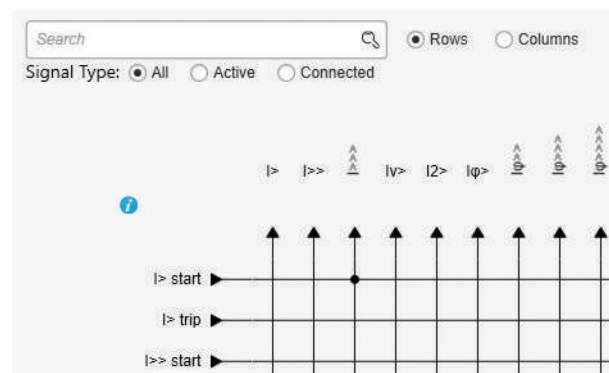 Search
Rows
Columns
Signal Type: All Active Connected
I> I>> I>>> Iv> I2> Iφ>
i
I> start
I> trip
I>> start